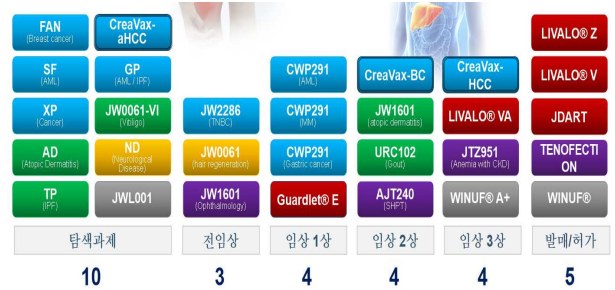 FAN
(Breast cancer)
CreaVax-
aHCC
LIVALO® Z
SF
(AML)
GP
(AML / IPF)
CWP291
(AML)
CreaVax-BC
CreaVax-
HCC
LIVALO® V
XP
(Cancer)
JW0061-VI
(Vitiligo)
JW2286
(TNBC)
CWP291
(MM)
JW1601
(atopic dermatitis)
LIVALO® VA
JDART
AD
(Atopic Dermatitis)
ND
(Neurological
Disease)
JW0061
(hair regeneration)
CWP291
(Gastric cancer)
URC102
(Gout)
JTZ951
(Anemia with CKD)
TENOFECTI
ON
TP
(IPF)
JWL001
JW1601
(Ophthalmology)
Guardlet® E
AJT240
(SHPT)
WINUF® A+
WINUF®
탐색과제
전임상
임상 1상
임상 2상
임상 3상
발매/허가
10
3
4
4
4
5